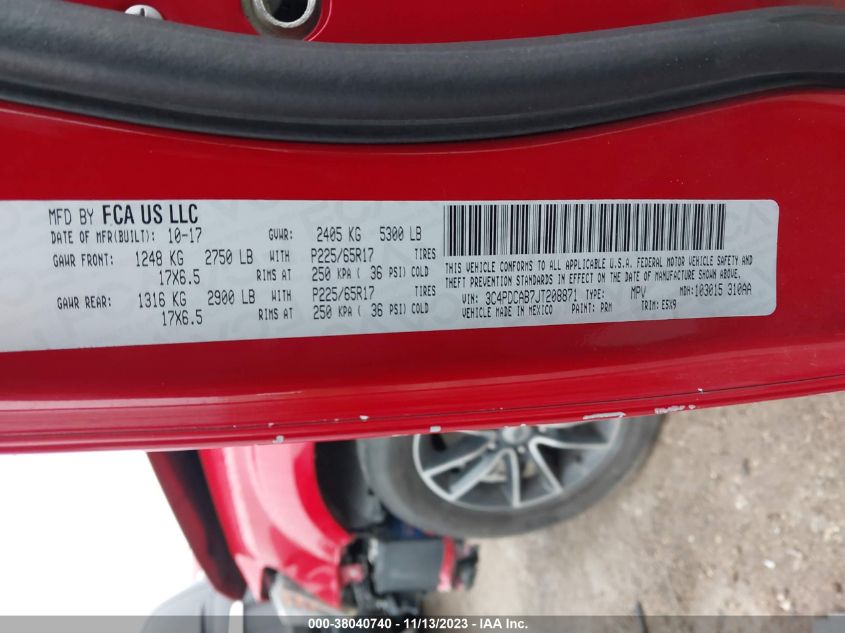 MFD BY FCA US LLC
DATE OF MFR(BUILT): 10-17 GVWR: 2405 KG 5300 LB
GAWR FRONT: 1248 KG 2750 LB WITH P225/65R17 TIRES
17X6.5 RIMS AT 250 KPA ( 36 PSI) COLD
GAWR REAR: 1316 KG 2900 LB WITH P225/65R17 TIRES
17X6.5 RIMS AT 250 KPA ( 36 PSI) COLD
THIS VEHICLE CONFORMS TO ALL APPLICABLE U.S.A. FEDERAL MOTOR VEHICLE SAFETY AND
THEFT PREVENTION STANDARDS IN EFFECT ON THE DATE OF MANUFACTURE SHOWN ABOVE.
VIN: 3C4PDCAB7JT208871 TYPE: MPV MDH: 103015 310AA
VEHICLE MADE IN MEXICO PAINT: PRM TRIM: ESX9
000-38040740 - 11/13/2023 - IAA Inc.